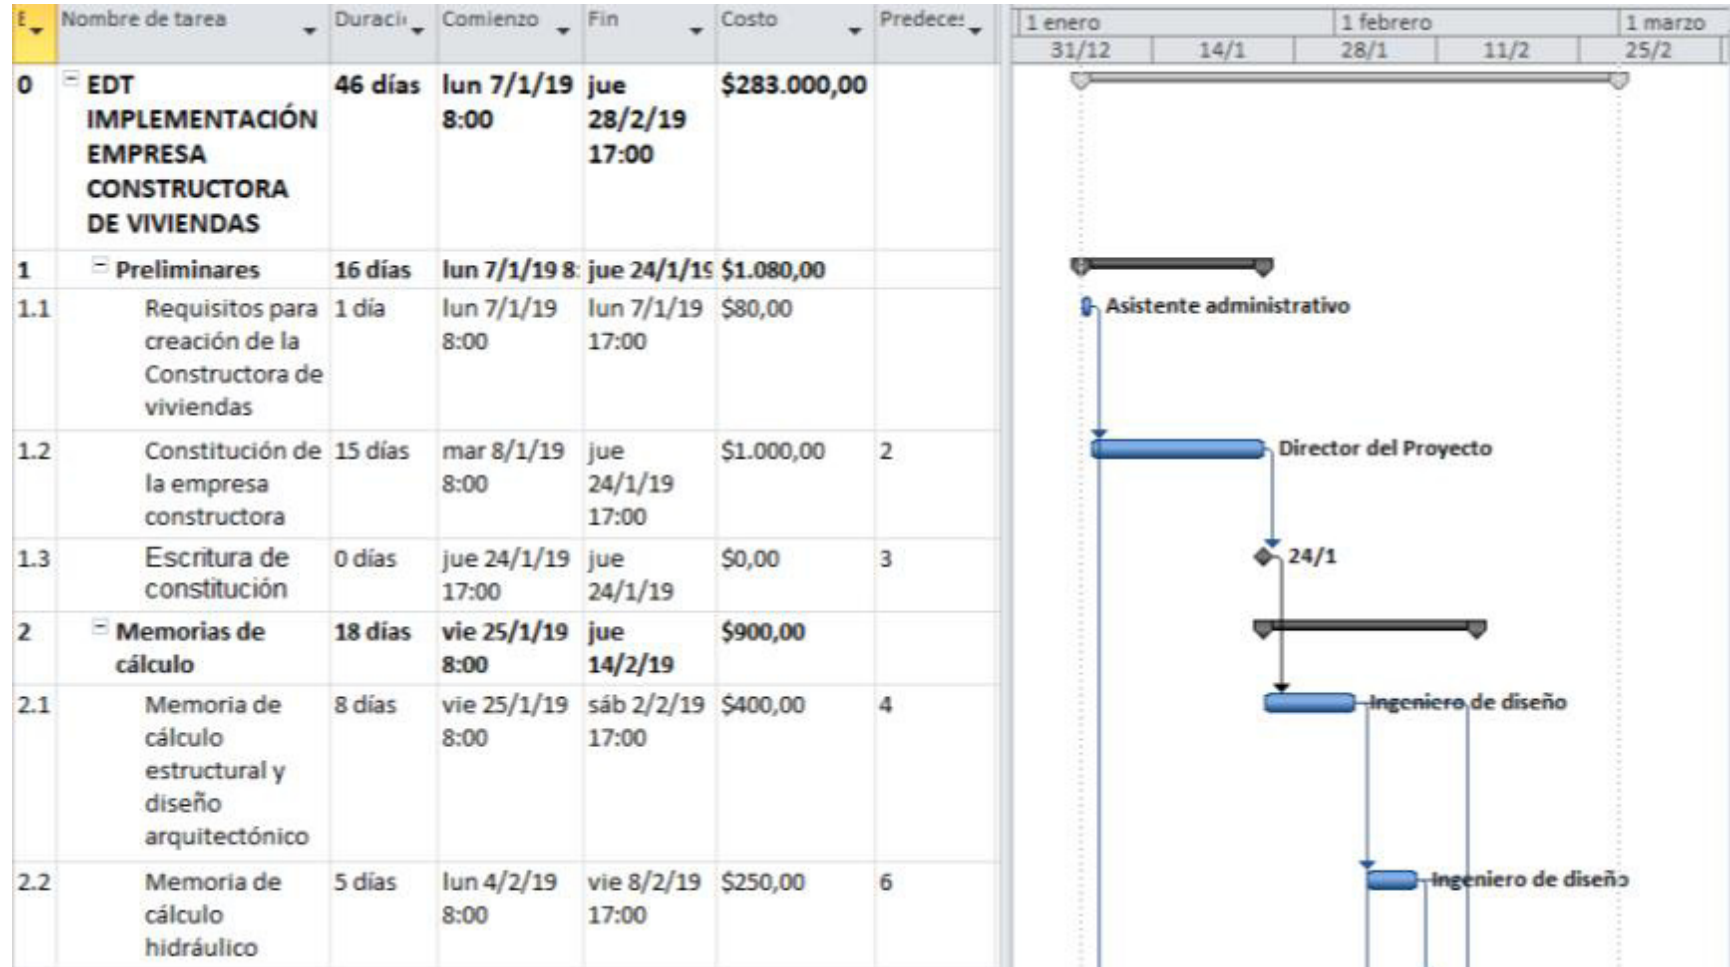 E Nombre de tarea Duraci Comienzo Fin Costo Predeces
1 enero 1 febrero 1 marzo
31/12 14/1 28/1 11/2 25/2
0 EDT 46 días lun 7/1/19 jue $283.000,00
IMPLEMENTACIÓN 8:00 28/2/19
EMPRESA 17:00
CONSTRUCTORA
DE VIVIENDAS
1 Preliminares 16 días lun 7/1/19 8: jue 24/1/19 $1.080,00
1.1 Requisitos para 1 día lun 7/1/19 lun 7/1/19 $80,00 Asistente administrativo
creación de la 8:00 17:00
Constructora de
viviendas
1.2 Constitución de 15 días mar 8/1/19 jue $1.000,00 2 Director del Proyecto
la empresa 8:00 24/1/19
constructora 17:00
1.3 Escritura de 0 días jue 24/1/19 jue $0,00 3 24/1
constitución 17:00 24/1/19
2 Memorias de 18 días vie 25/1/19 jue $900,00
cálculo 8:00 14/2/19
2.1 Memoria de 8 días vie 25/1/19 sáb 2/2/19 $400,00 4 Ingeniero de diseño
cálculo 8:00 17:00
estructural y
diseño
arquitectónico
2.2 Memoria de 5 días lun 4/2/19 vie 8/2/19 $250,00 6 Ingeniero de diseño
cálculo 8:00 17:00
hidráulico